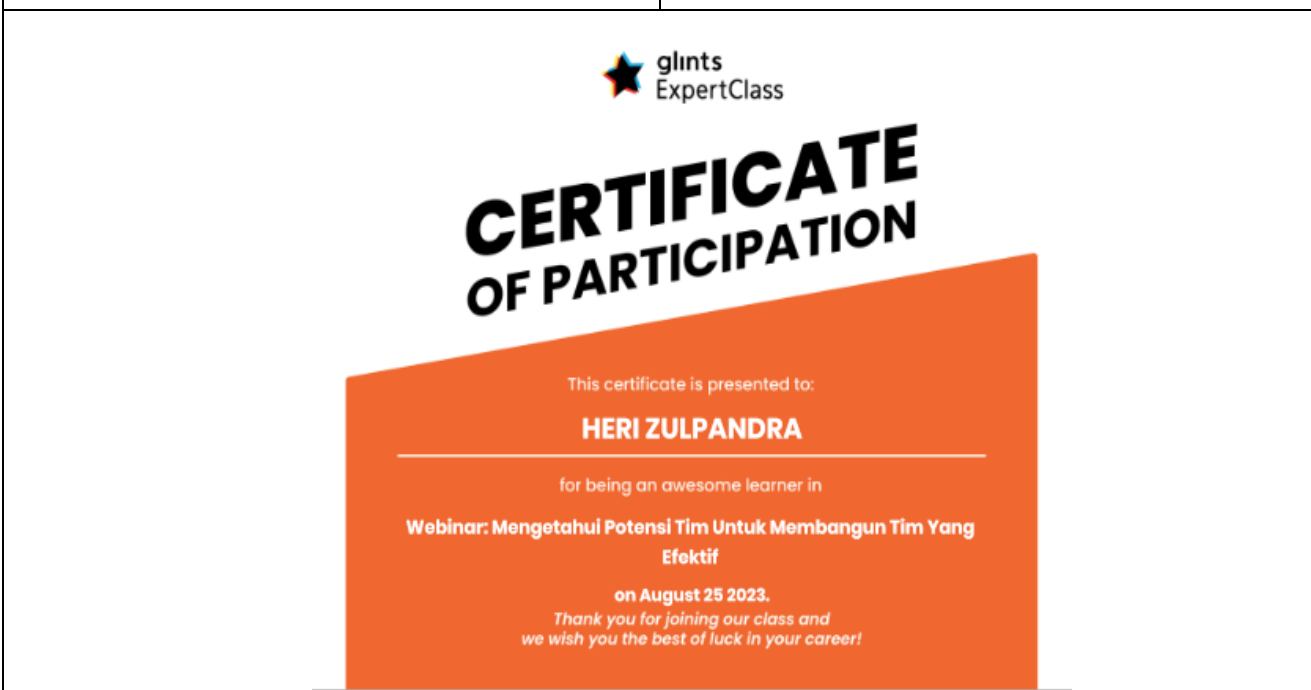 glints
ExpertClass
CERTIFICATE
OF PARTICIPATION
This certificate is presented to:
HERI ZULPANDRA
for being an awesome learner in
Webinar: Mengetahui Potensi Tim Untuk Membangun Tim Yang
Efektif
on August 25 2023.
Thank you for joining our class and
we wish you the best of luck in your career!